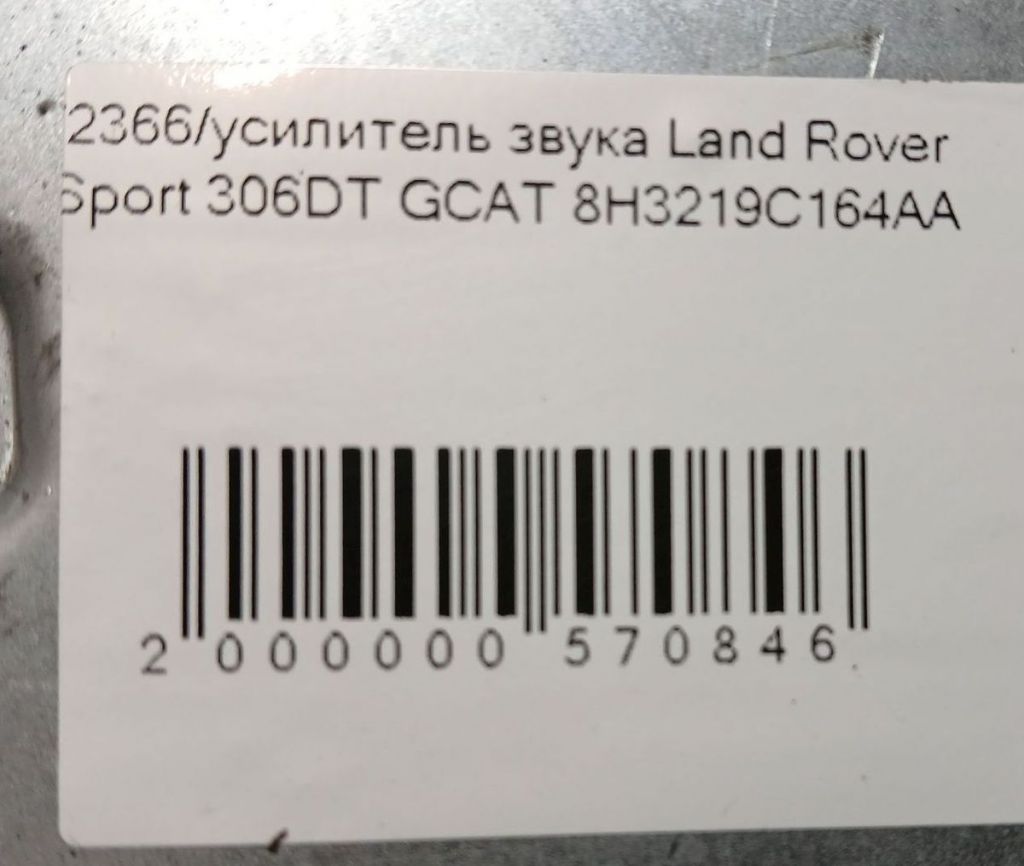 2366/усилитель звука Land Rover
Sport 306DT GCAT 8H3219C164AA
2 000000 570846